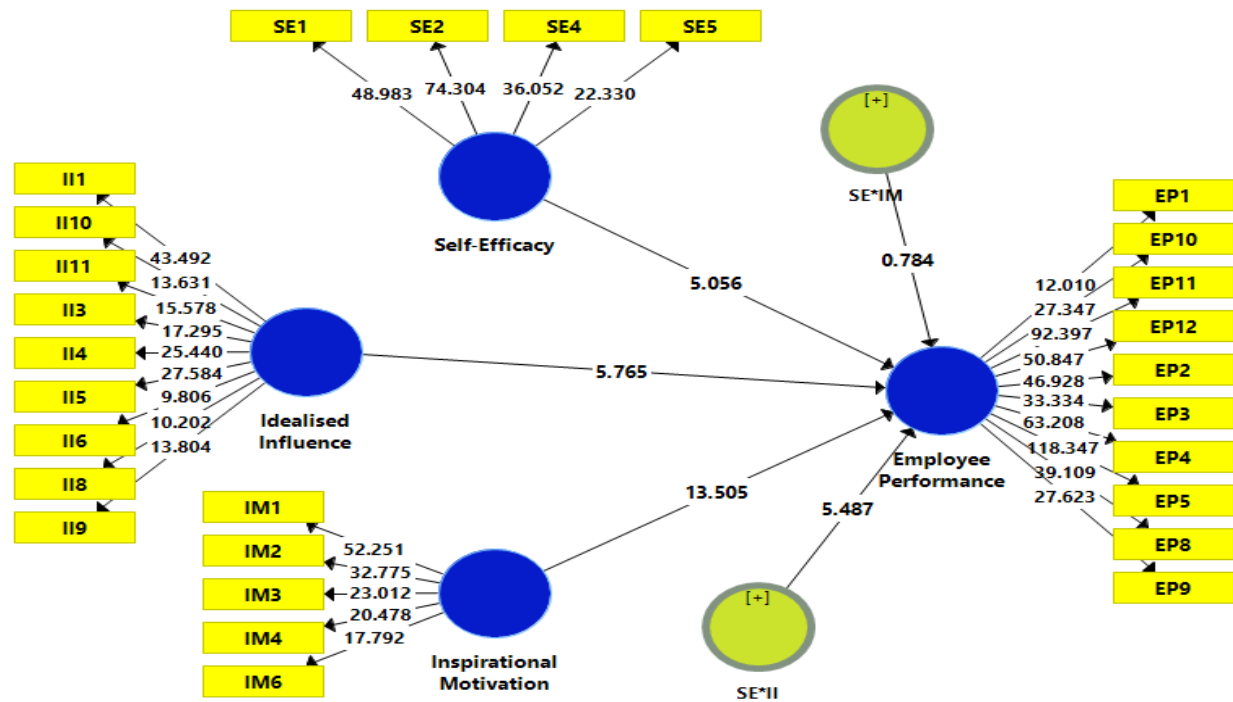 SE1
SE2
SE4
SE5
48.983
74.304
36.052
22.330
Self-Efficacy
[+]
SE*IM
0.784
5.056
II1
II10
II11
II3
II4
II5
II6
II8
II9
43.492
13.631
15.578
17.295
25.440
27.584
9.806
10.202
13.804
Idealised
Influence
5.765
EP1
EP10
EP11
EP12
EP2
EP3
EP4
EP5
EP8
EP9
12.010
27.347
92.397
50.847
46.928
33.334
63.208
118.347
39.109
27.623
Employee
Performance
IM1
IM2
IM3
IM4
IM6
52.251
32.775
23.012
20.478
17.792
Inspirational
Motivation
13.505
5.487
[+]
SE*II